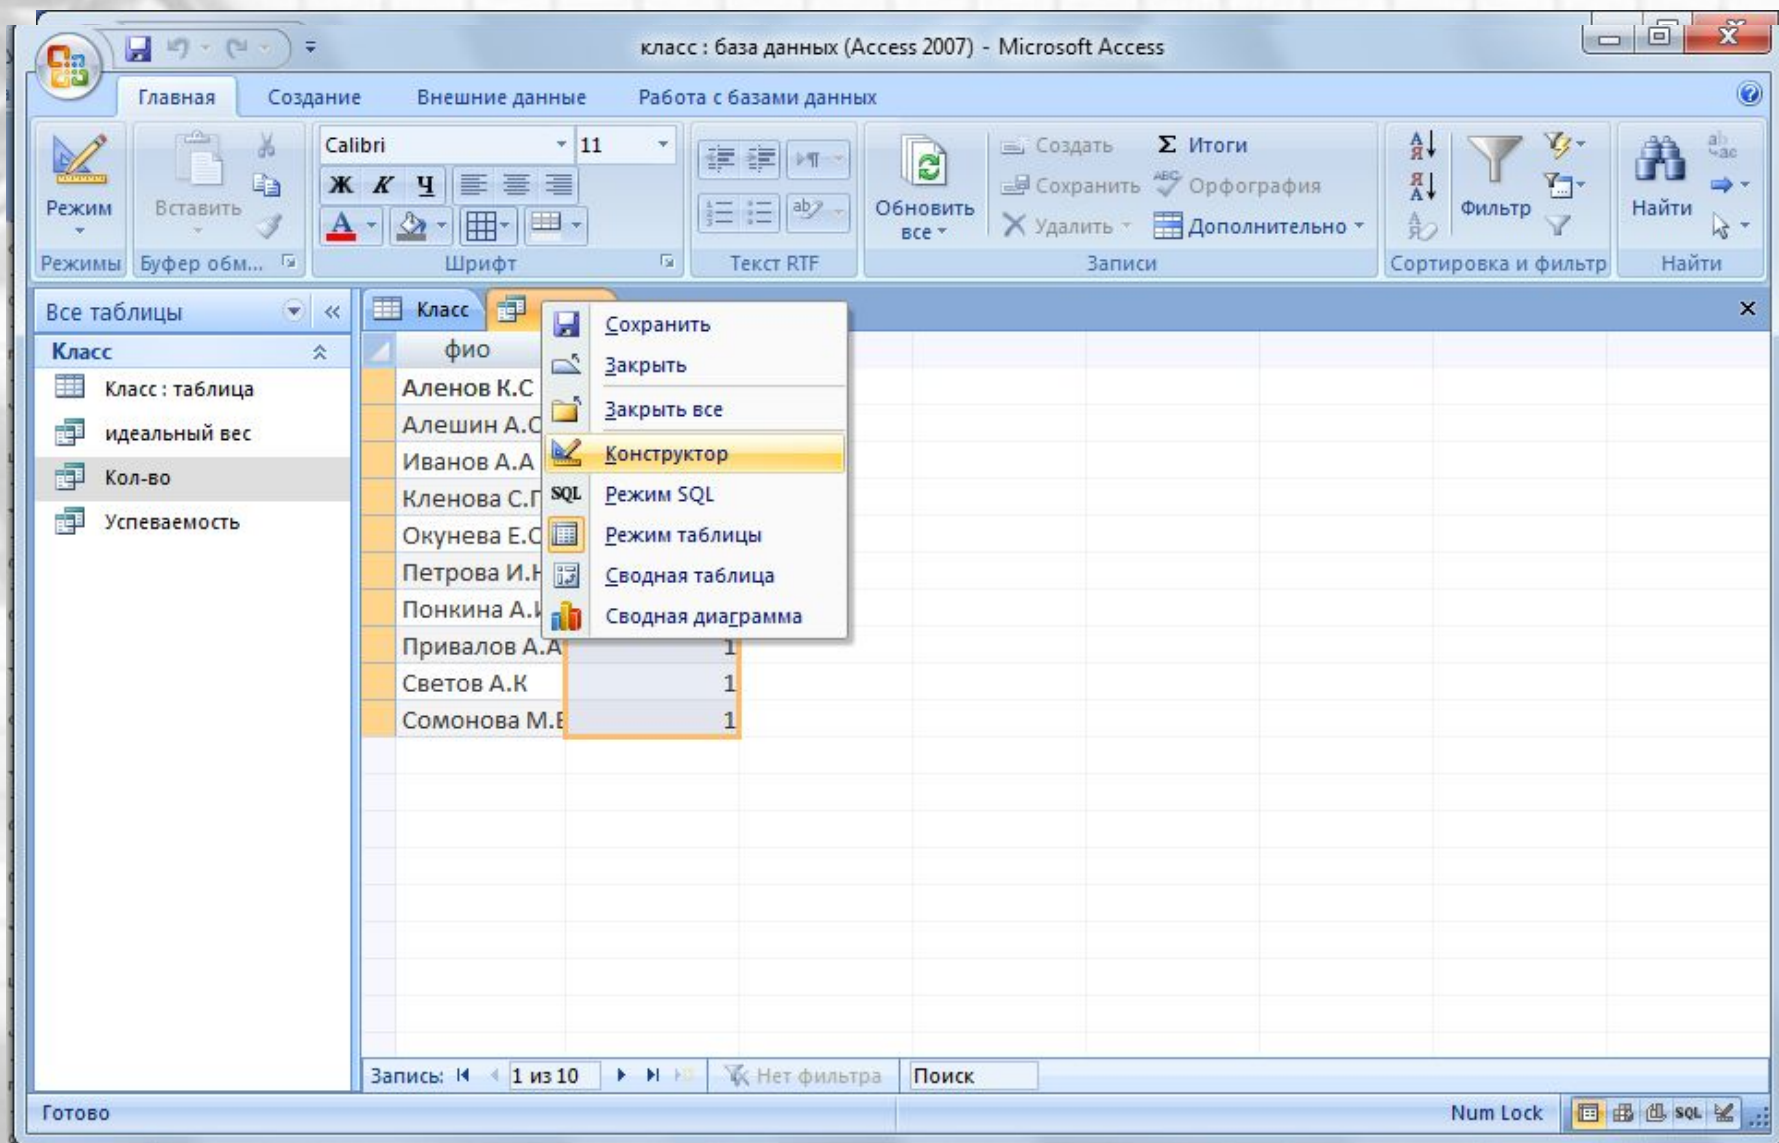 класс : база данных (Access 2007) - Microsoft Access
Главная Создание Внешние данные Работа с базами данных
Calibri 11
Ж К Ч
Режим
Вставить
Обновить все
Создать
Сохранить
Удалить
Σ Итоги
Орфография
Дополнительно
Фильтр
Найти
Режимы Буфер обм... Шрифт Текст RTF Записи Сортировка и фильтр Найти
Все таблицы
Класс
Класс : таблица
идеальный вес
Кол-во
Успеваемость
Класс
фио
Аленов К.С
Алешин А.С
Иванов А.А
Кленова С.
Окунева Е.С
Петрова И.
Понкина А.
Привалов А.А 1
Светов А.К 1
Сомонова М. 1
Сохранить
Закрыть
Закрыть все
Конструктор
SQL Режим SQL
Режим таблицы
Сводная таблица
Сводная диаграмма
Запись: 1 из 10 Нет фильтра Поиск
Готово Num Lock SQL